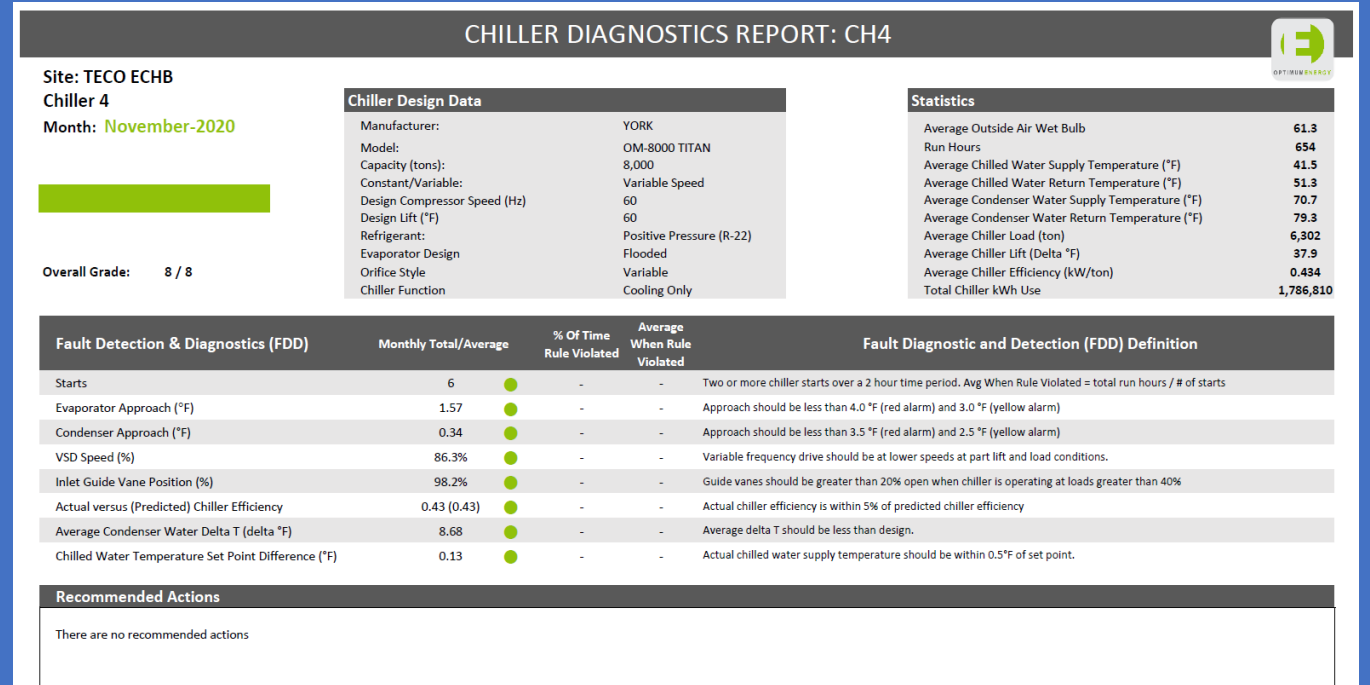 CHILLER DIAGNOSTICS REPORT: CH4
OPTIMUMENERGY
Site: TECO ECHB
Chiller 4
Month: November-2020
Overall Grade: 8 / 8
Chiller Design Data
Manufacturer: YORK
Model: OM-8000 TITAN
Capacity (tons): 8,000
Constant/Variable: Variable Speed
Design Compressor Speed (Hz) 60
Design Lift (°F) 60
Refrigerant: Positive Pressure (R-22)
Evaporator Design Flooded
Orifice Style Variable
Chiller Function Cooling Only
Statistics
Average Outside Air Wet Bulb 61.3
Run Hours 654
Average Chilled Water Supply Temperature (°F) 41.5
Average Chilled Water Return Temperature (°F) 51.3
Average Condenser Water Supply Temperature (°F) 70.7
Average Condenser Water Return Temperature (°F) 79.3
Average Chiller Load (ton) 6,302
Average Chiller Lift (Delta °F) 37.9
Average Chiller Efficiency (kW/ton) 0.434
Total Chiller kWh Use 1,786,810
Fault Detection & Diagnostics (FDD) Monthly Total/Average % Of Time Rule Violated Average When Rule Violated Fault Diagnostic and Detection (FDD) Definition
Starts 6 - - Two or more chiller starts over a 2 hour time period. Avg When Rule Violated = total run hours / # of starts
Evaporator Approach (°F) 1.57 - - Approach should be less than 4.0 °F (red alarm) and 3.0 °F (yellow alarm)
Condenser Approach (°F) 0.34 - - Approach should be less than 3.5 °F (red alarm) and 2.5 °F (yellow alarm)
VSD Speed (%) 86.3% - - Variable frequency drive should be at lower speeds at part lift and load conditions.
Inlet Guide Vane Position (%) 98.2% - - Guide vanes should be greater than 20% open when chiller is operating at loads greater than 40%
Actual versus (Predicted) Chiller Efficiency 0.43 (0.43) - - Actual chiller efficiency is within 5% of predicted chiller efficiency
Average Condenser Water Delta T (delta °F) 8.68 - - Average delta T should be less than design.
Chilled Water Temperature Set Point Difference (°F) 0.13 - - Actual chilled water supply temperature should be within 0.5°F of set point.
Recommended Actions
There are no recommended actions